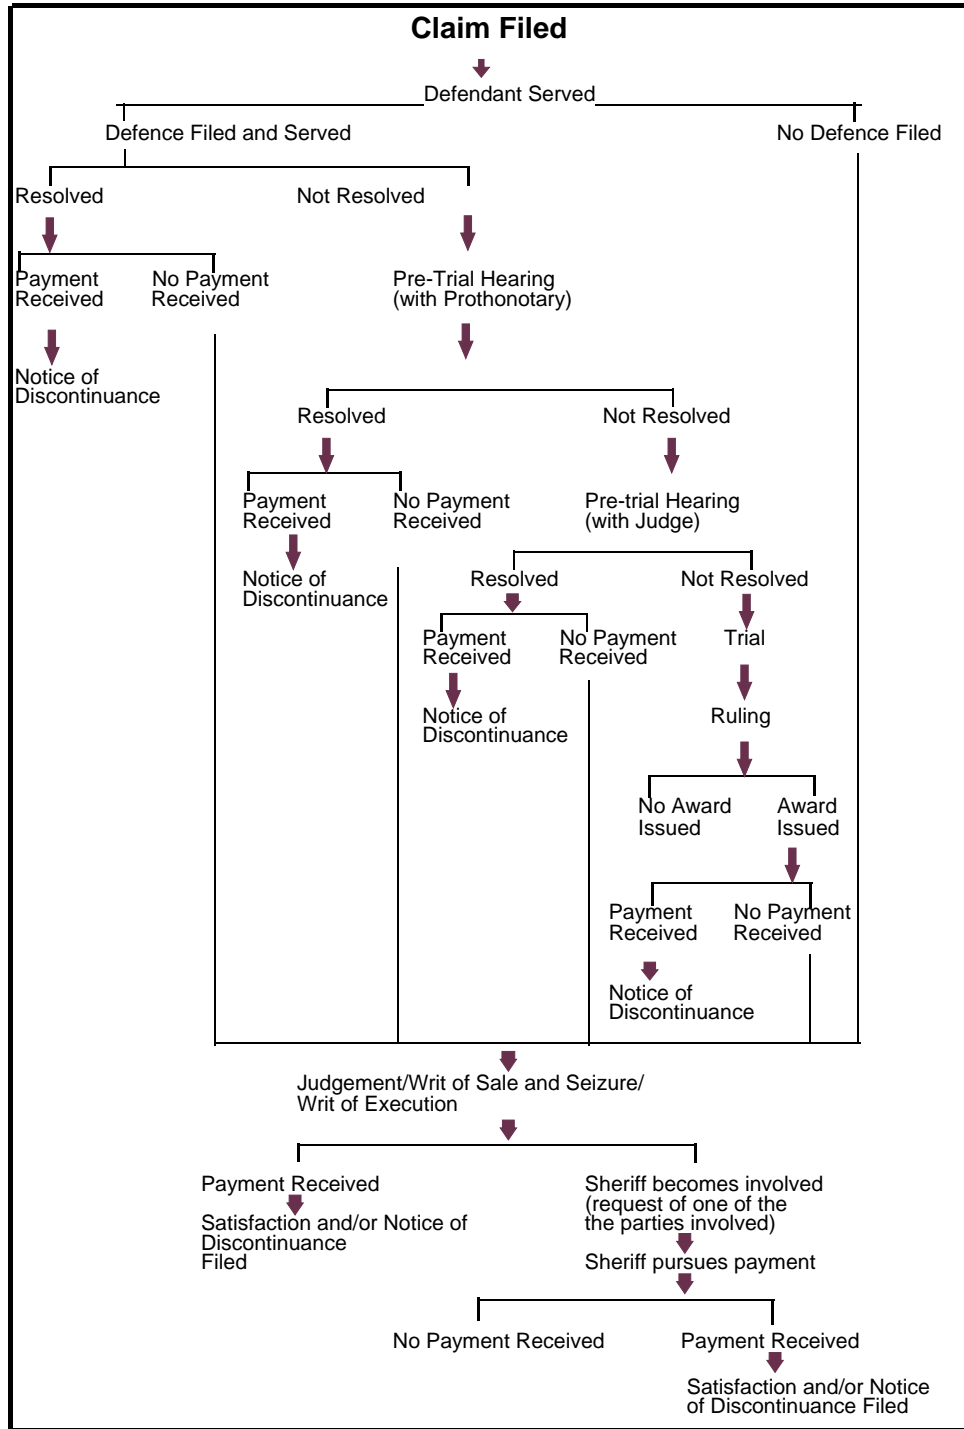 Claim Filed
Defendant Served
Defence Filed and Served
No Defence Filed
Resolved
Not Resolved
Payment
Received
No Payment
Received
Pre-Trial Hearing
(with Prothonotary)
Notice of
Discontinuance
Resolved
Not Resolved
Payment
Received
No Payment
Received
Pre-trial Hearing
(with Judge)
Notice of
Discontinuance
Resolved
Not Resolved
Payment
Received
No Payment
Received
Trial
Notice of
Discontinuance
Ruling
No Award
Issued
Award
Issued
Payment
Received
No Payment
Received
Notice of
Discontinuance
Judgement/Writ of Sale and Seizure/
Writ of Execution
Payment Received
Satisfaction and/or Notice of
Discontinuance
Filed
Sheriff becomes involved
(request of one of the
the parties involved)
Sheriff pursues payment
No Payment Received
Payment Received
Satisfaction and/or Notice
of Discontinuance Filed